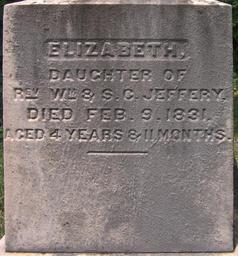 ELIZABETH,
DAUGHTER OF
REV WM & S. C. JEFFERY.
DIED FEB. 9. 1831.
AGED 4 YEARS & 11 MONTHS.